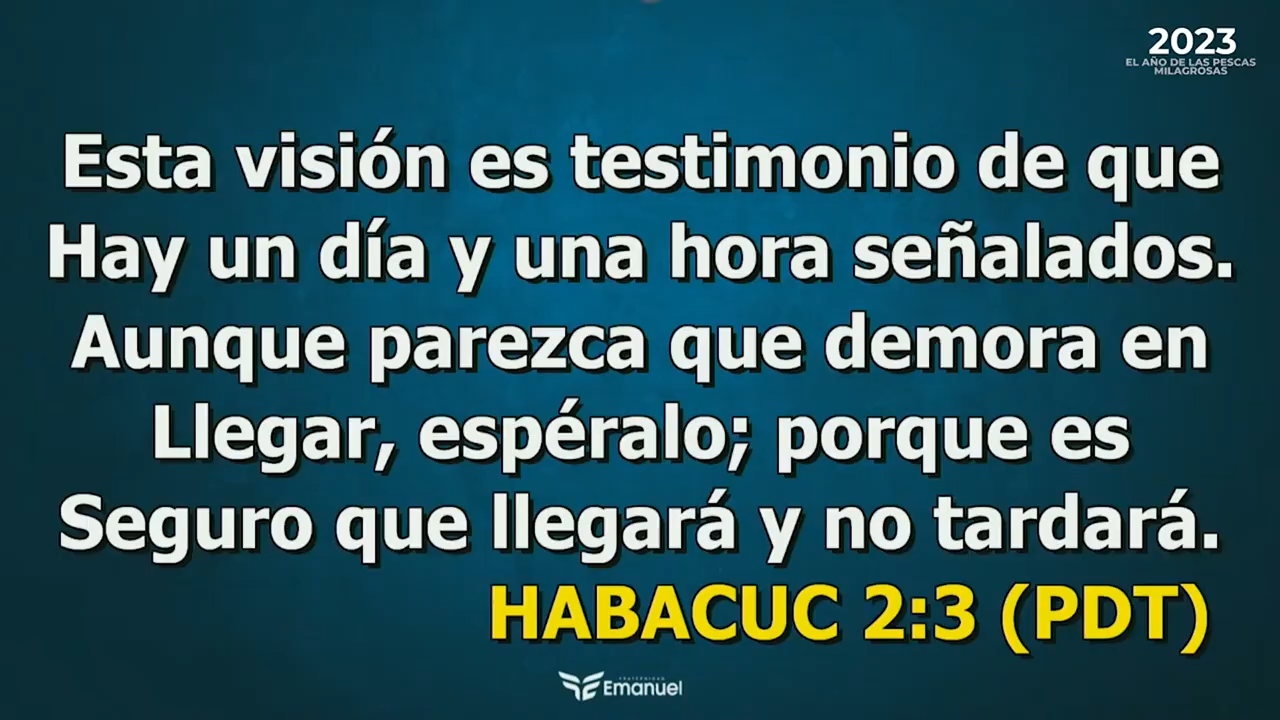 2023
EL AÑO DE LAS PESCAS
MILAGROSAS
Esta visión es testimonio de que
Hay un día y una hora señalados.
Aunque parezca que demora en
Llegar, espéralo; porque es
Seguro que llegará y no tardará.
HABACUC 2:3 (PDT)
FRATERNIDAD
Emanuel